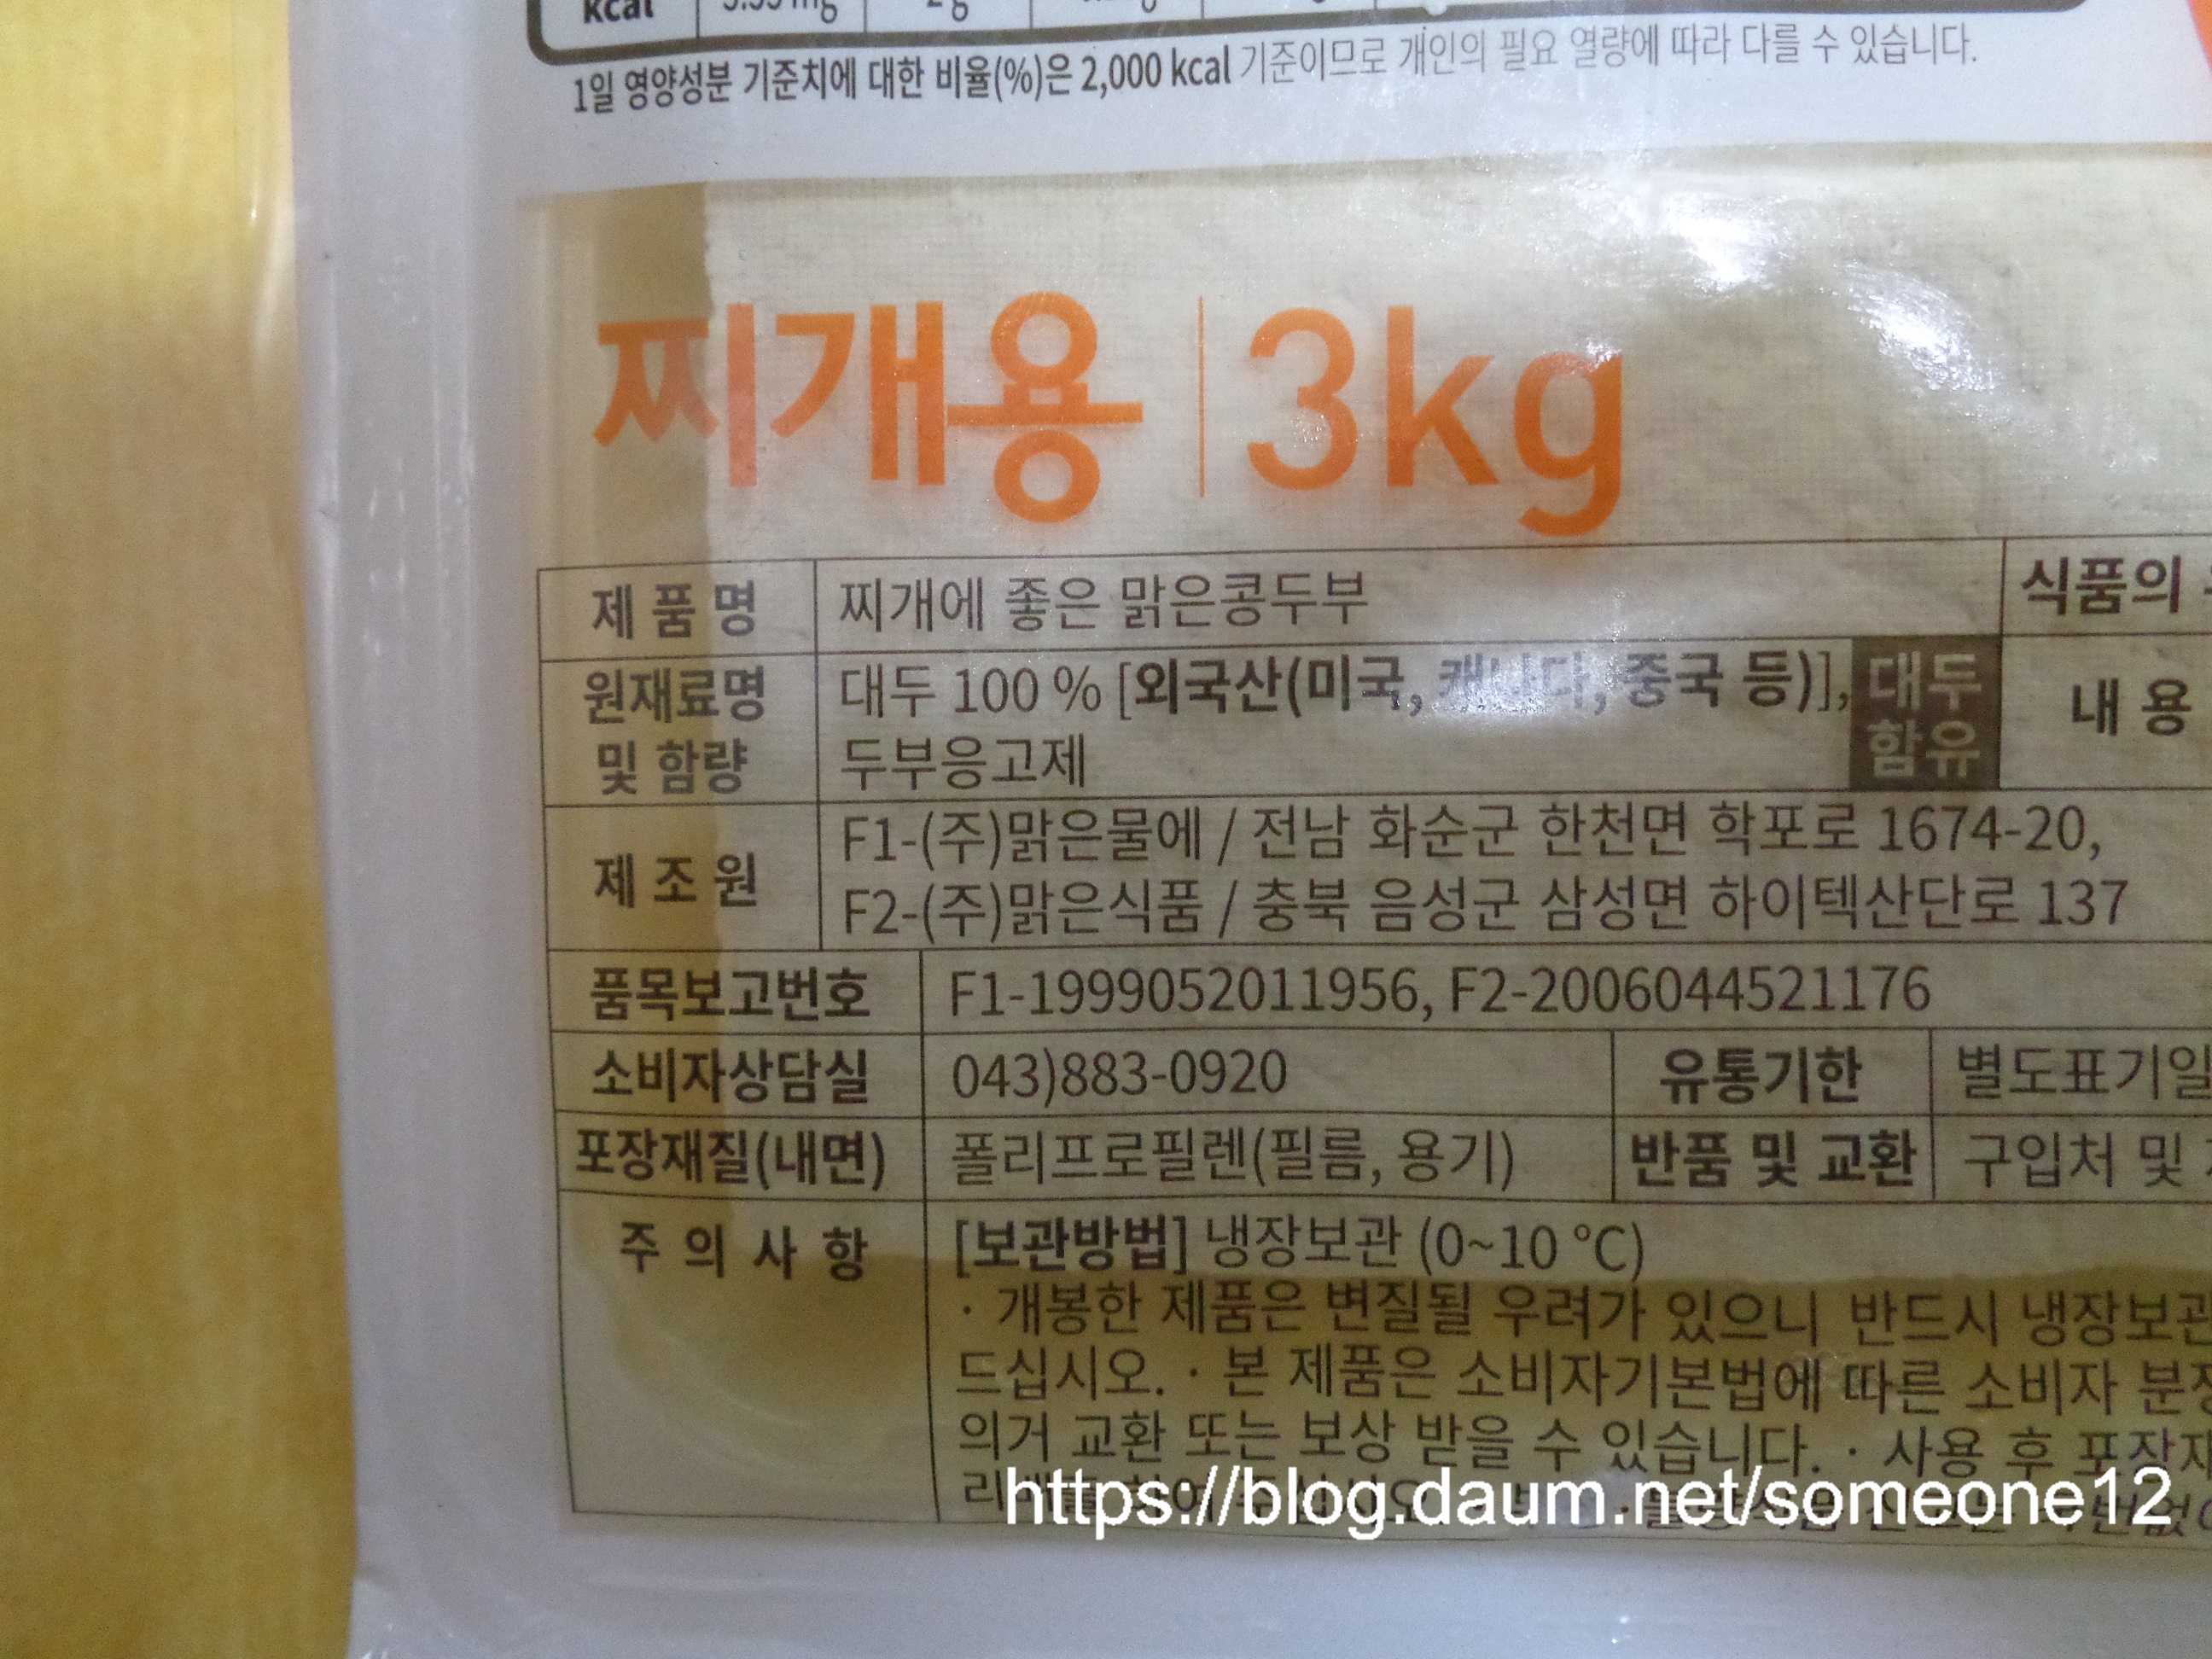 kcal
1일 영양성분 기준치에 대한 비율(%)은 2,000 kcal 기준이므로 개인의 필요 열량에 따라 다를 수 있습니다.
찌개용 | 3kg
제 품 명 찌개에 좋은 맑은콩두부 식품의
원재료명 및 함량 대두 100 % [외국산(미국, 캐나다, 중국 등)], 대두 함유 내 용
두부응고제
제 조 원 F1-(주)맑은물에 / 전남 화순군 한천면 학포로 1674-20,
F2-(주)맑은식품 / 충북 음성군 삼성면 하이텍산단로 137
품목보고번호 F1-1999052011956, F2-2006044521176
소비자상담실 043)883-0920 유통기한 별도표기일
포장재질(내면) 폴리프로필렌(필름, 용기) 반품 및 교환 구입처 및
주 의 사 항 [보관방법] 냉장보관 (0~10 °C)
· 개봉한 제품은 변질될 우려가 있으니 반드시 냉장보관
드십시오. · 본 제품은 소비자기본법에 따른 소비자 분쟁
의거 교환 또는 보상 받을 수 있습니다. · 사용 후 포장재
https://blog.daum.net/someone12